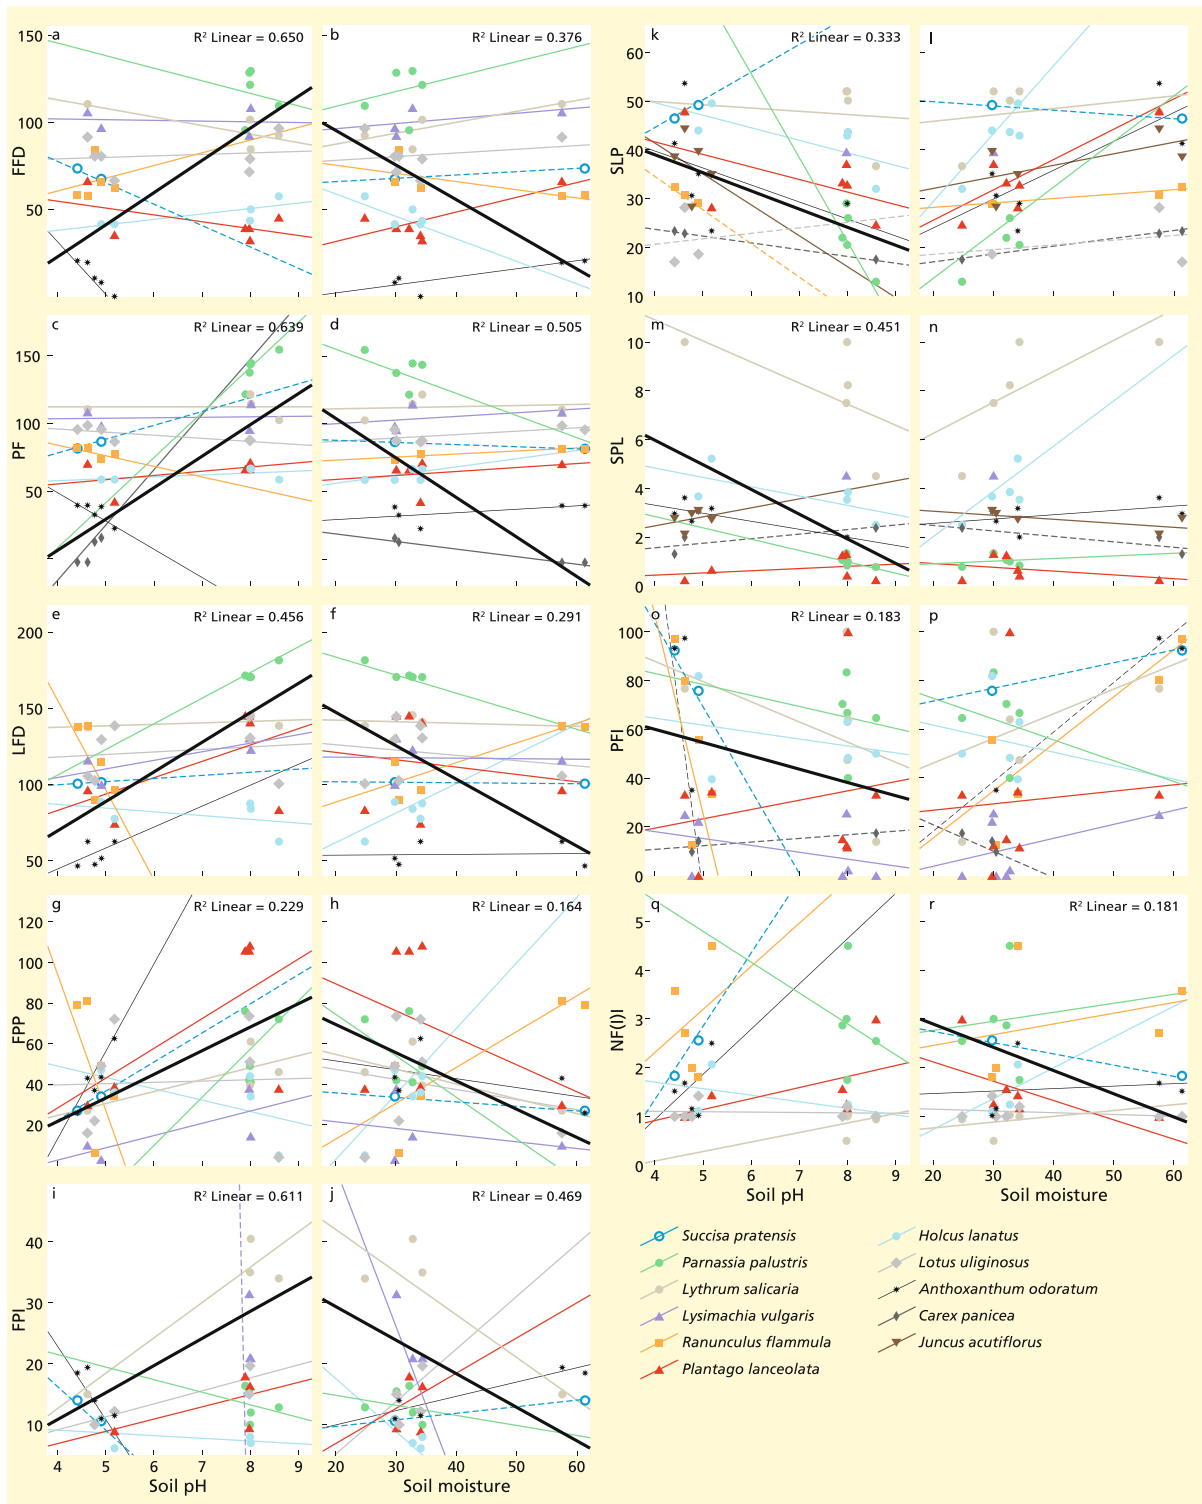 a
R² Linear = 0.650
b
R² Linear = 0.376
FFD
150
100
50
c
R² Linear = 0.639
d
R² Linear = 0.505
PF
150
100
50
e
R² Linear = 0.456
f
R² Linear = 0.291
LFD
200
150
100
50
g
R² Linear = 0.229
h
R² Linear = 0.164
FPP
120
100
80
60
40
20
i
R² Linear = 0.611
j
R² Linear = 0.469
FPI
40
30
20
10
4 5 6 7 8 9
20 30 40 50 60
Soil pH
Soil moisture
k
R² Linear = 0.333
l
SLP
60
50
40
30
20
10
m
R² Linear = 0.451
n
SPL
10
8
6
4
2
0
o
R² Linear = 0.183
p
PFI
100
80
60
40
20
0
q
r
R² Linear = 0.181
NF(I)I
5
4
3
2
1
0
4 5 6 7 8 9
20 30 40 50 60
Soil pH
Soil moisture
Succisa pratensis
Parnassia palustris
Lythrum salicaria
Lysimachia vulgaris
Ranunculus flammula
Plantago lanceolata
Holcus lanatus
Lotus uliginosus
Anthoxanthum odoratum
Carex panicea
Juncus acutiflorus